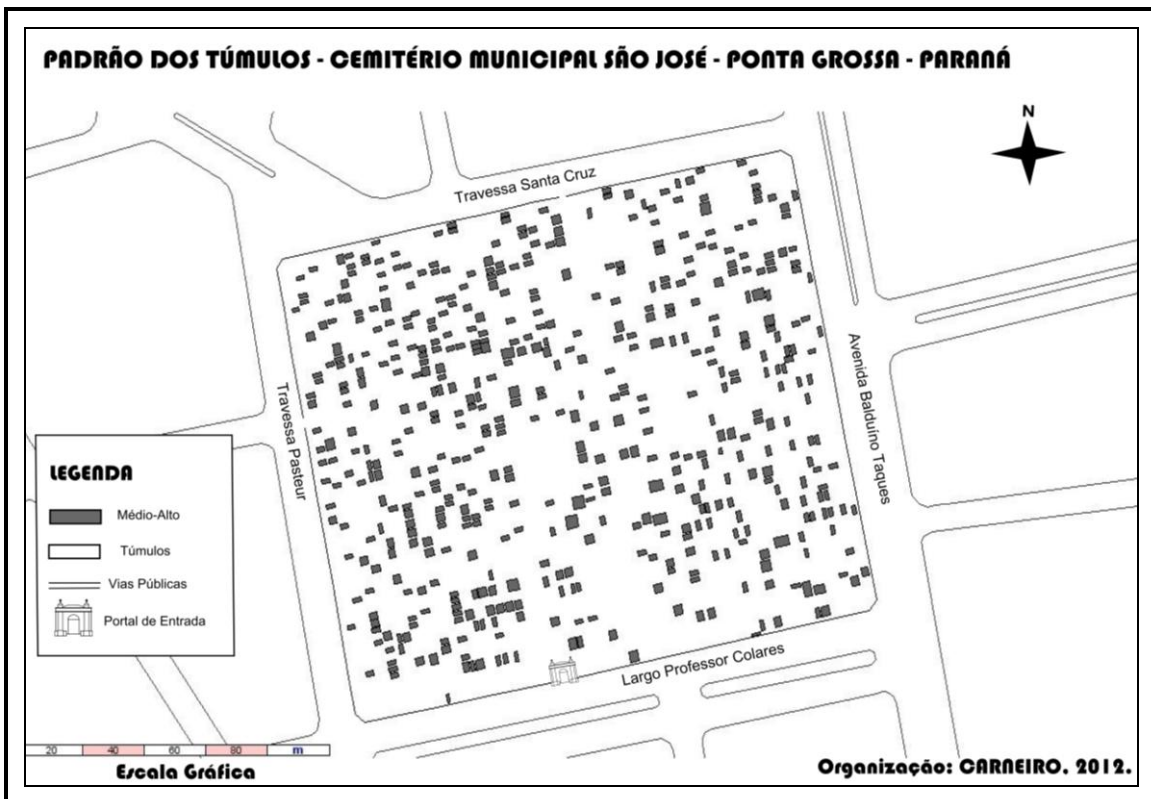 PADRÃO DOS TÚMULOS - CEMITÉRIO MUNICIPAL SÃO JOSÉ - PONTA GROSSA - PARANÁ
N
Travessa Santa Cruz
Travessa Pasteur
Avenida Balduíno Taques
LEGENDA
Médio-Alto
Túmulos
Vias Públicas
Portal de Entrada
Largo Professor Colares
20 40 60 80 m
Escala Gráfica
Organização: CARNEIRO. 2012.